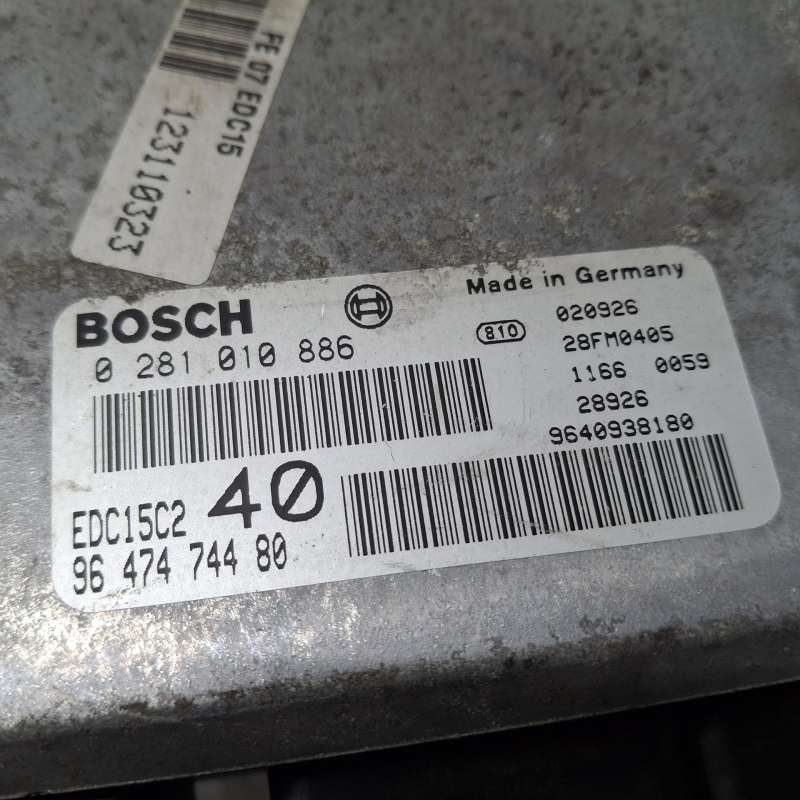 FE 07 EDC15
123110323
BOSCH
Made in Germany
0 281 010 886
810
020926
28FM0405
1166 0059
28926
9640938180
EDC15C2 40
96 474 744 80